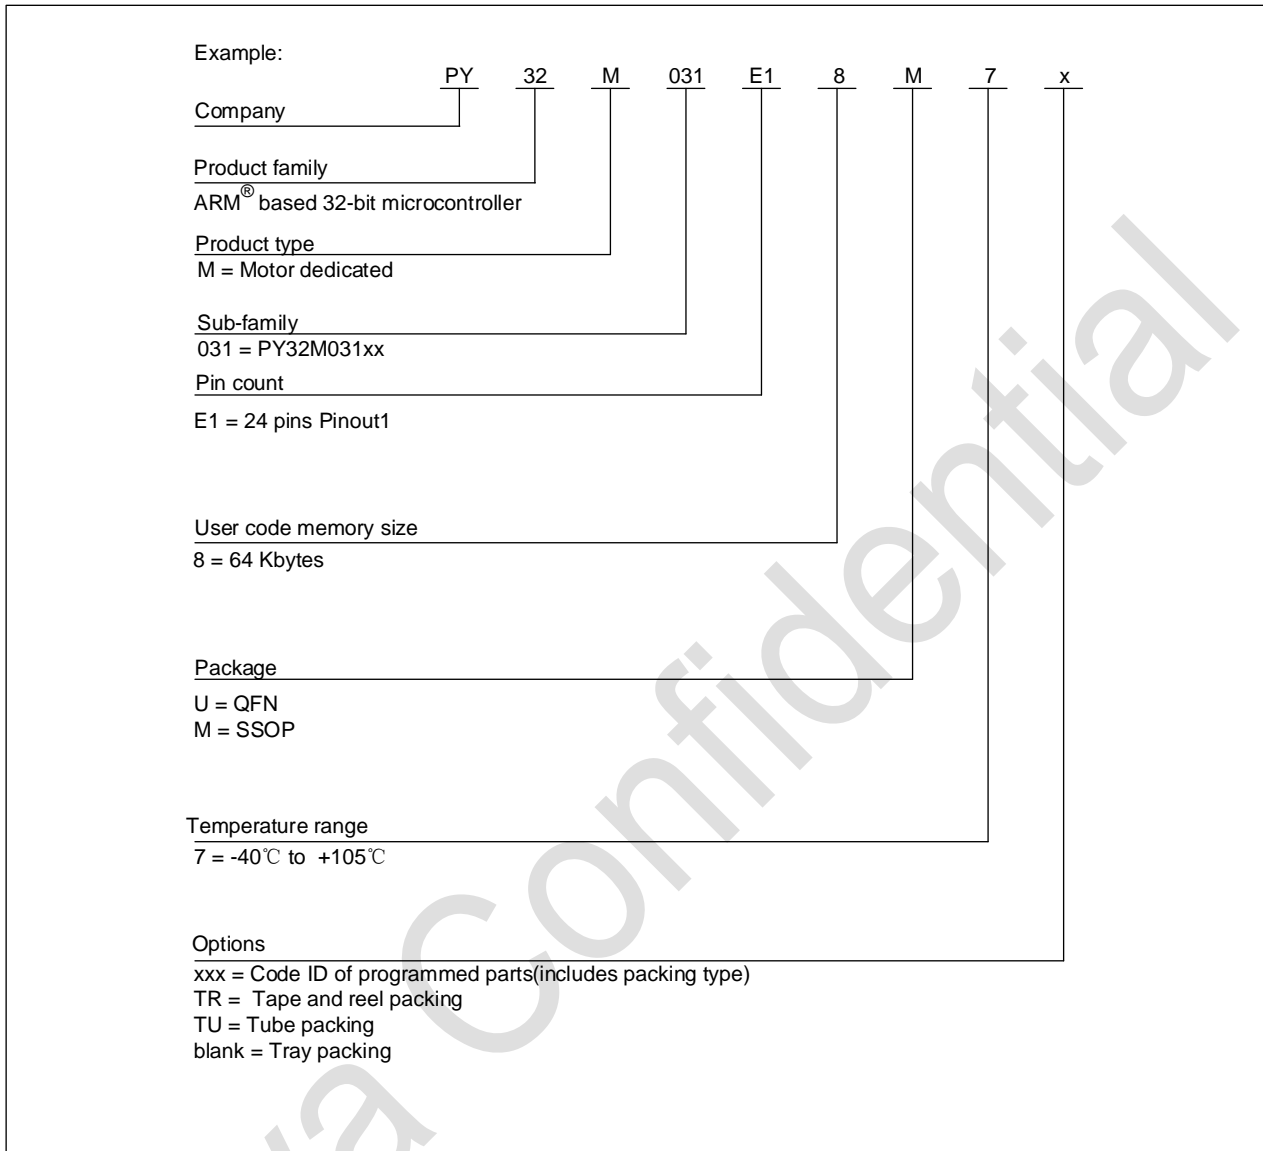 Example:
PY 32 M 031 E1 8 M 7 x
Company
Product family
ARM® based 32-bit microcontroller
Product type
M = Motor dedicated
Sub-family
031 = PY32M031xx
Pin count
E1 = 24 pins Pinout1
User code memory size
8 = 64 Kbytes
Package
U = QFN
M = SSOP
Temperature range
7 = -40℃ to +105℃
Options
xxx = Code ID of programmed parts(includes packing type)
TR = Tape and reel packing
TU = Tube packing
blank = Tray packing
a Confidential